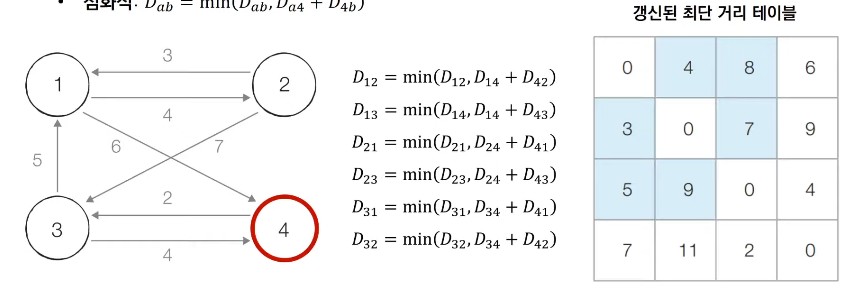 • 점화식: D_ab = min(D_ab, D_a4 + D_4b)
갱신된 최단 거리 테이블
3
1
2
4
6
7
5
2
3
4
4
D_12 = min(D_12, D_14 + D_42)
D_13 = min(D_14, D_14 + D_43)
D_21 = min(D_21, D_24 + D_41)
D_23 = min(D_23, D_24 + D_43)
D_31 = min(D_31, D_34 + D_41)
D_32 = min(D_32, D_34 + D_42)
0 4 8 6
3 0 7 9
5 9 0 4
7 11 2 0